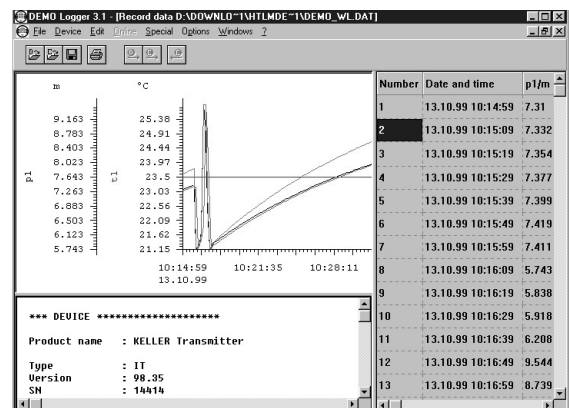 DEMO Logger 3.1 - [Record data D:\DOWNLO~1\HTLMDE~1\DEMO_WL.DAT]
File Device Edit Online Special Options Windows ?
m °C
9.163 25.38
8.783 24.91
8.403 24.44
8.023 23.97
7.643 23.5
7.263 23.03
6.883 22.56
6.503 22.09
6.123 21.62
5.743 21.15
p1 t1
10:14:59 10:21:35 10:28:11
13.10.99
*** DEVICE ********************
Product name : KELLER Transmitter
Type : IT
Version : 98.35
SN : 14414
Number Date and time p1/m
1 13.10.99 10:14:59 7.31
2 13.10.99 10:15:09 7.332
3 13.10.99 10:15:19 7.354
4 13.10.99 10:15:29 7.377
5 13.10.99 10:15:39 7.399
6 13.10.99 10:15:49 7.419
7 13.10.99 10:15:59 7.411
8 13.10.99 10:16:09 5.743
9 13.10.99 10:16:19 5.838
10 13.10.99 10:16:29 5.918
11 13.10.99 10:16:39 6.208
12 13.10.99 10:16:49 9.544
13 13.10.99 10:16:59 8.739